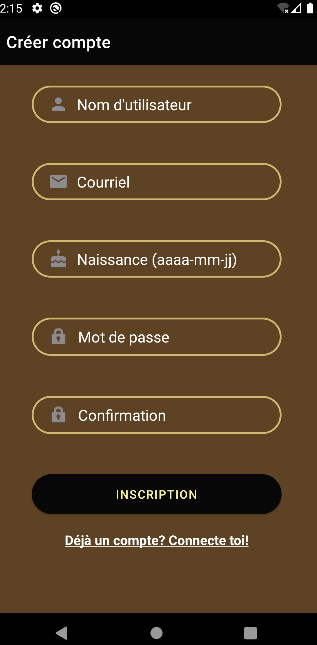 2:15
Créer compte
Nom d'utilisateur
Courriel
Naissance (aaaa-mm-jj)
Mot de passe
Confirmation
INSCRIPTION
Déjà un compte? Connecte toi!